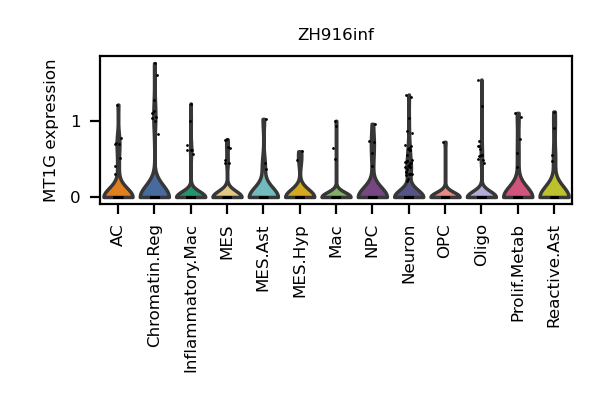 ZH916inf
MT1G expression
1
0
AC
Chromatin.Reg
Inflammatory.Mac
MES
MES.Ast
MES.Hyp
Mac
NPC
Neuron
OPC
Oligo
Prolif.Metab
Reactive.Ast